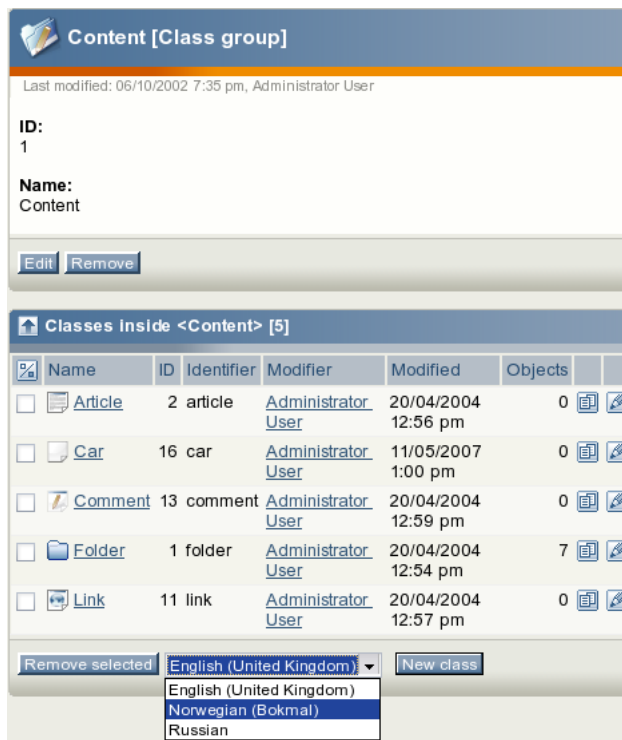 Content [Class group]
Last modified: 06/10/2002 7:35 pm, Administrator User
ID:
1
Name:
Content
Edit Remove
Classes inside <Content> [5]
Name ID Identifier Modifier Modified Objects
Article 2 article Administrator User 20/04/2004 12:56 pm 0
Car 16 car Administrator User 11/05/2007 1:00 pm 0
Comment 13 comment Administrator User 20/04/2004 12:59 pm 0
Folder 1 folder Administrator User 20/04/2004 12:54 pm 7
Link 11 link Administrator User 20/04/2004 12:57 pm 0
Remove selected English (United Kingdom) New class
English (United Kingdom)
Norwegian (Bokmal)
Russian